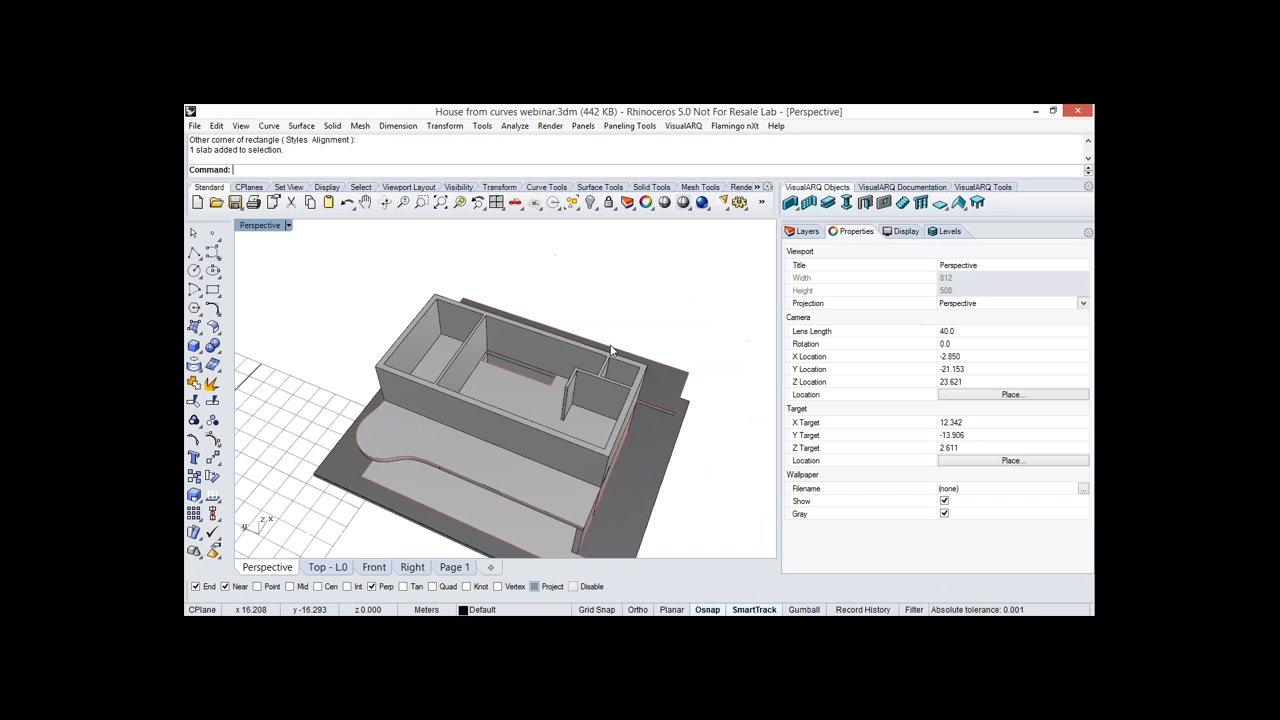 House from curves webinar.3dm (442 KB) - Rhinoceros 5.0 Not For Resale Lab - [Perspective]
File Edit View Curve Surface Solid Mesh Dimension Transform Tools Analyze Render Panels Paneling Tools VisualARQ Flamingo nXt Help
Other corner of rectangle ( Styles Alignment ):
1 slab added to selection.
Command:
Standard CPlanes Set View Display Select Viewport Layout Visibility Transform Curve Tools Surface Tools Solid Tools Mesh Tools Rende
VisualARQ Objects VisualARQ Documentation VisualARQ Tools
Perspective
Layers Properties Display Levels
Viewport
Title Perspective
Width 812
Height 508
Projection Perspective
Camera
Lens Length 40.0
Rotation 0.0
X Location -2.850
Y Location -21.153
Z Location 23.621
Location Place...
Target
X Target 12.342
Y Target -13.906
Z Target 2.611
Location Place...
Wallpaper
Filename (none) ...
Show
Gray
y z x
Perspective Top - L0 Front Right Page 1
End Near Point Mid Cen Int Perp Tan Quad Knot Vertex Project Disable
CPlane x 16.208 y -16.293 z 0.000 Meters Default Grid Snap Ortho Planar Osnap SmartTrack Gumball Record History Filter Absolute tolerance: 0.001